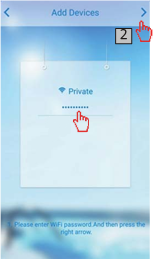 Add Devices
2
Private
••••••••••
Please enter WiFi password.And then press the
right arrow.